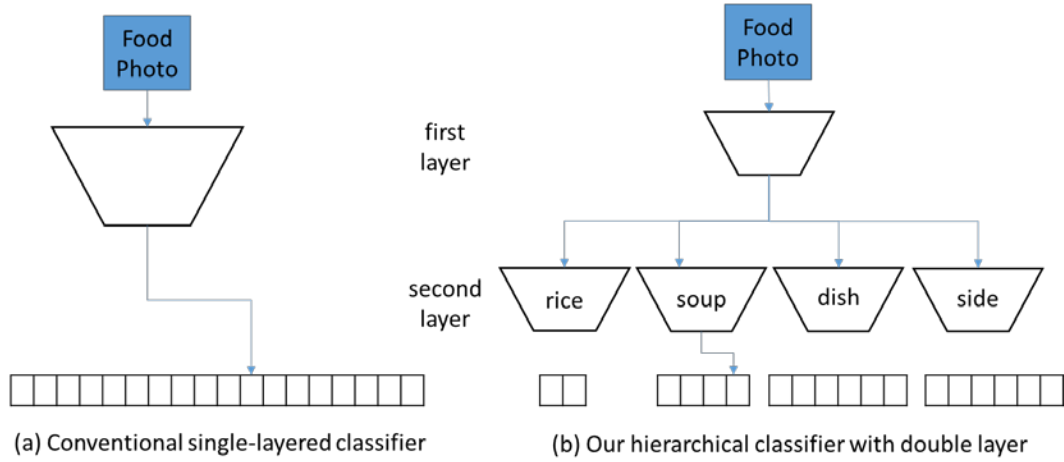 Food
Photo
(a) Conventional single-layered classifier
Food
Photo
first
layer
second
layer
rice
soup
dish
side
(b) Our hierarchical classifier with double layer